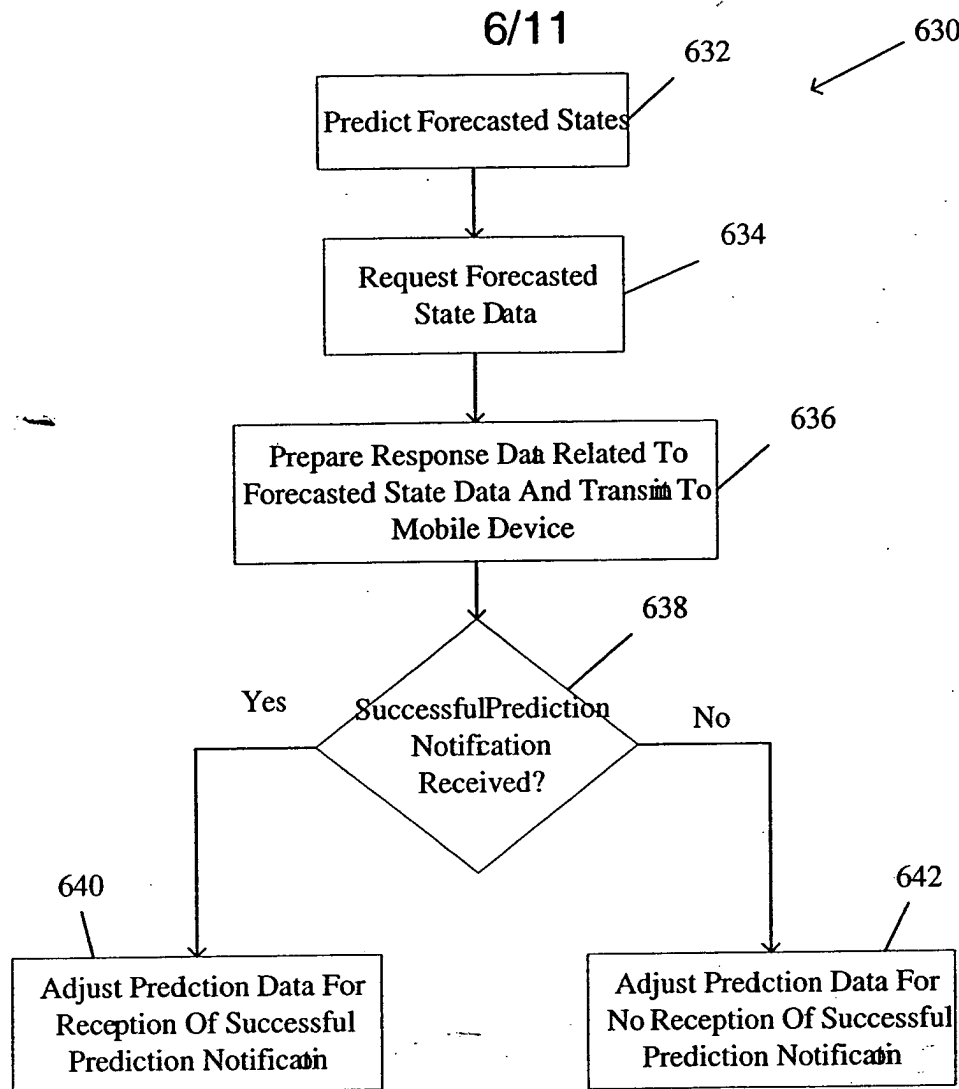 6/11
630
632
Predict Forecasted States
634
Request Forecasted
State Data
636
Prepare Response Data Related To
Forecasted State Data And Transmit To
Mobile Device
638
Yes
Successful Prediction
Notification
Received?
No
640
642
Adjust Prediction Data For
Reception Of Successful
Prediction Notification
Adjust Prediction Data For
No Reception Of Successful
Prediction Notification